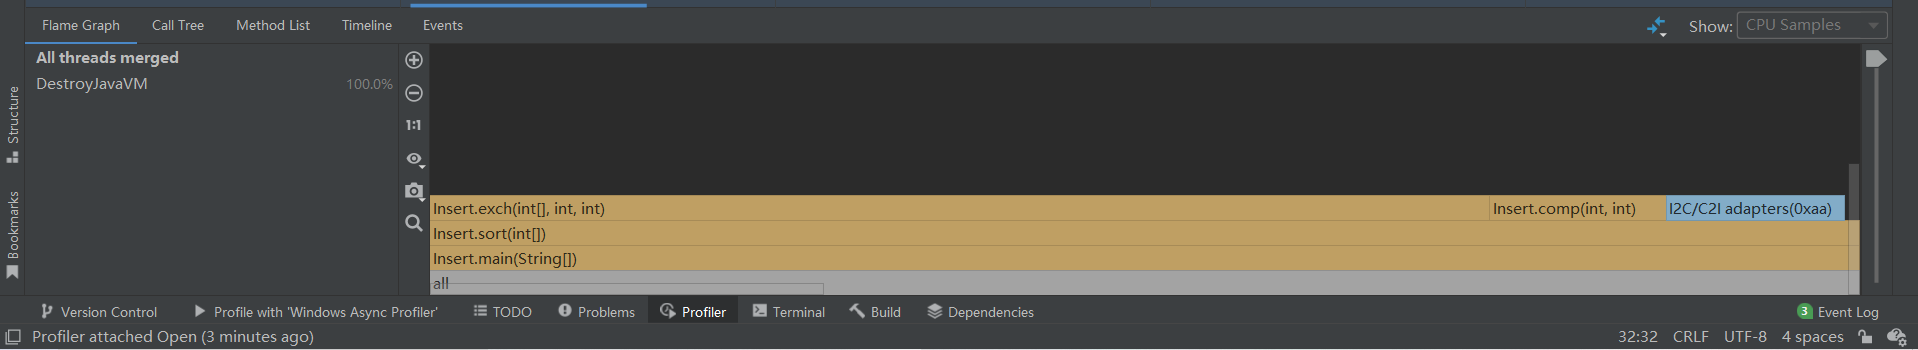 Flame Graph Call Tree Method List Timeline Events Show: CPU Samples
All threads merged
DestroyJavaVM 100.0%
1:1
Structure
Bookmarks
Insert.exch(int[], int, int) Insert.comp(int, int) I2C/C2I adapters(0xaa)
Insert.sort(int[])
Insert.main(String[])
all
Version Control Profile with 'Windows Async Profiler' TODO Problems Profiler Terminal Build Dependencies 3 Event Log
Profiler attached Open (3 minutes ago) 32:32 CRLF UTF-8 4 spaces